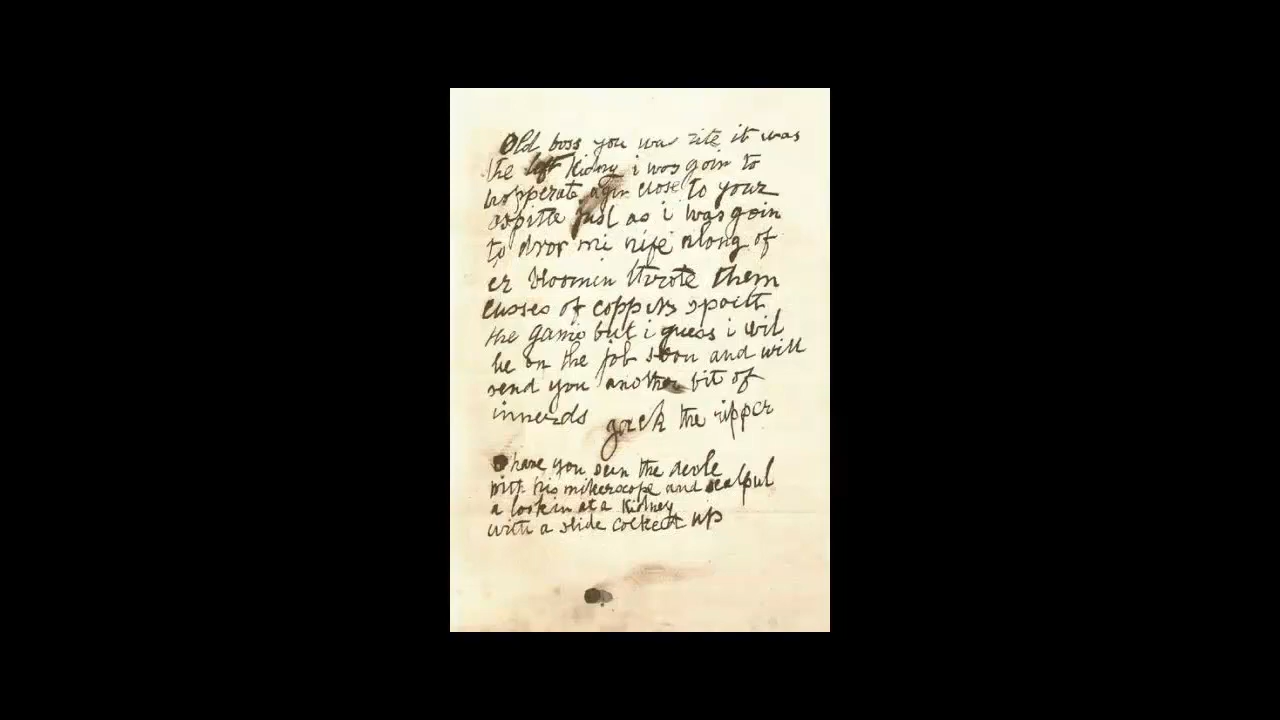 Old boss you was rite it was
the left kidny i was goin to
hopperate agin close to your
ospitle just as i was goin
to dror mi nife along of
er bloomin throte them
cusses of coppers spoilt
the game but i guess i wil
be on the job soon and will
send you another bit of
innerds Jack the ripper
O have you seen the devle
with his mikerscope and scalpul
a lookin at a Kidney
with a slide cocked up